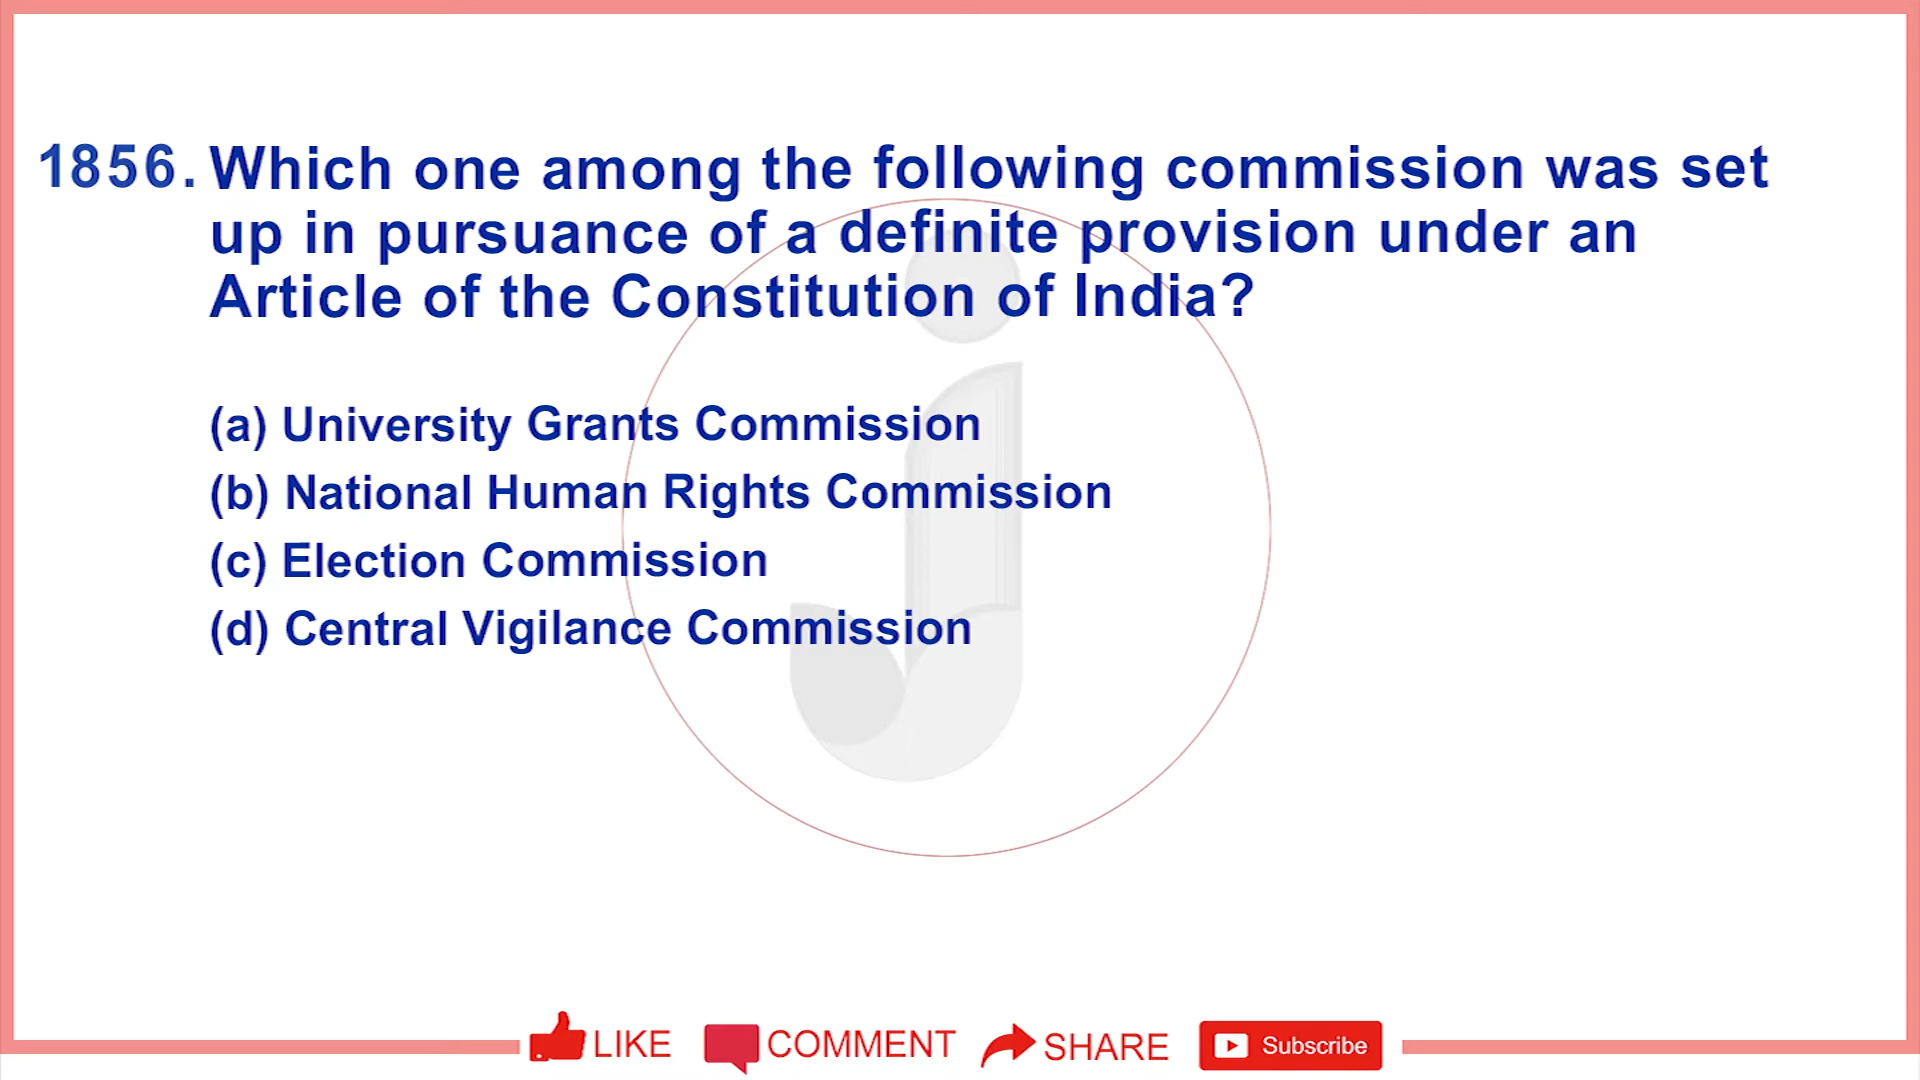 1856. Which one among the following commission was set
up in pursuance of a definite provision under an
Article of the Constitution of India?
(a) University Grants Commission
(b) National Human Rights Commission
(c) Election Commission
(d) Central Vigilance Commission
LIKE COMMENT SHARE Subscribe